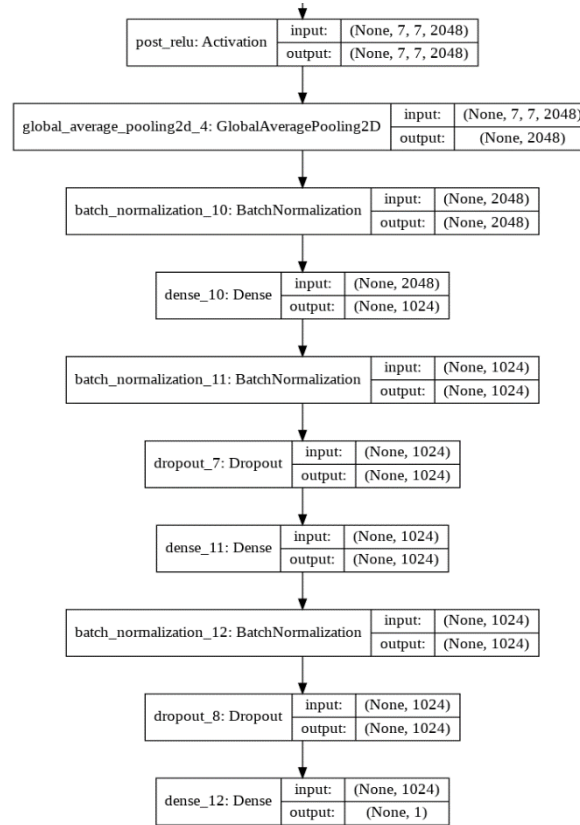 post_relu: Activation
input: (None, 7, 7, 2048)
output: (None, 7, 7, 2048)
global_average_pooling2d_4: GlobalAveragePooling2D
input: (None, 7, 7, 2048)
output: (None, 2048)
batch_normalization_10: BatchNormalization
input: (None, 2048)
output: (None, 2048)
dense_10: Dense
input: (None, 2048)
output: (None, 1024)
batch_normalization_11: BatchNormalization
input: (None, 1024)
output: (None, 1024)
dropout_7: Dropout
input: (None, 1024)
output: (None, 1024)
dense_11: Dense
input: (None, 1024)
output: (None, 1024)
batch_normalization_12: BatchNormalization
input: (None, 1024)
output: (None, 1024)
dropout_8: Dropout
input: (None, 1024)
output: (None, 1024)
dense_12: Dense
input: (None, 1024)
output: (None, 1)